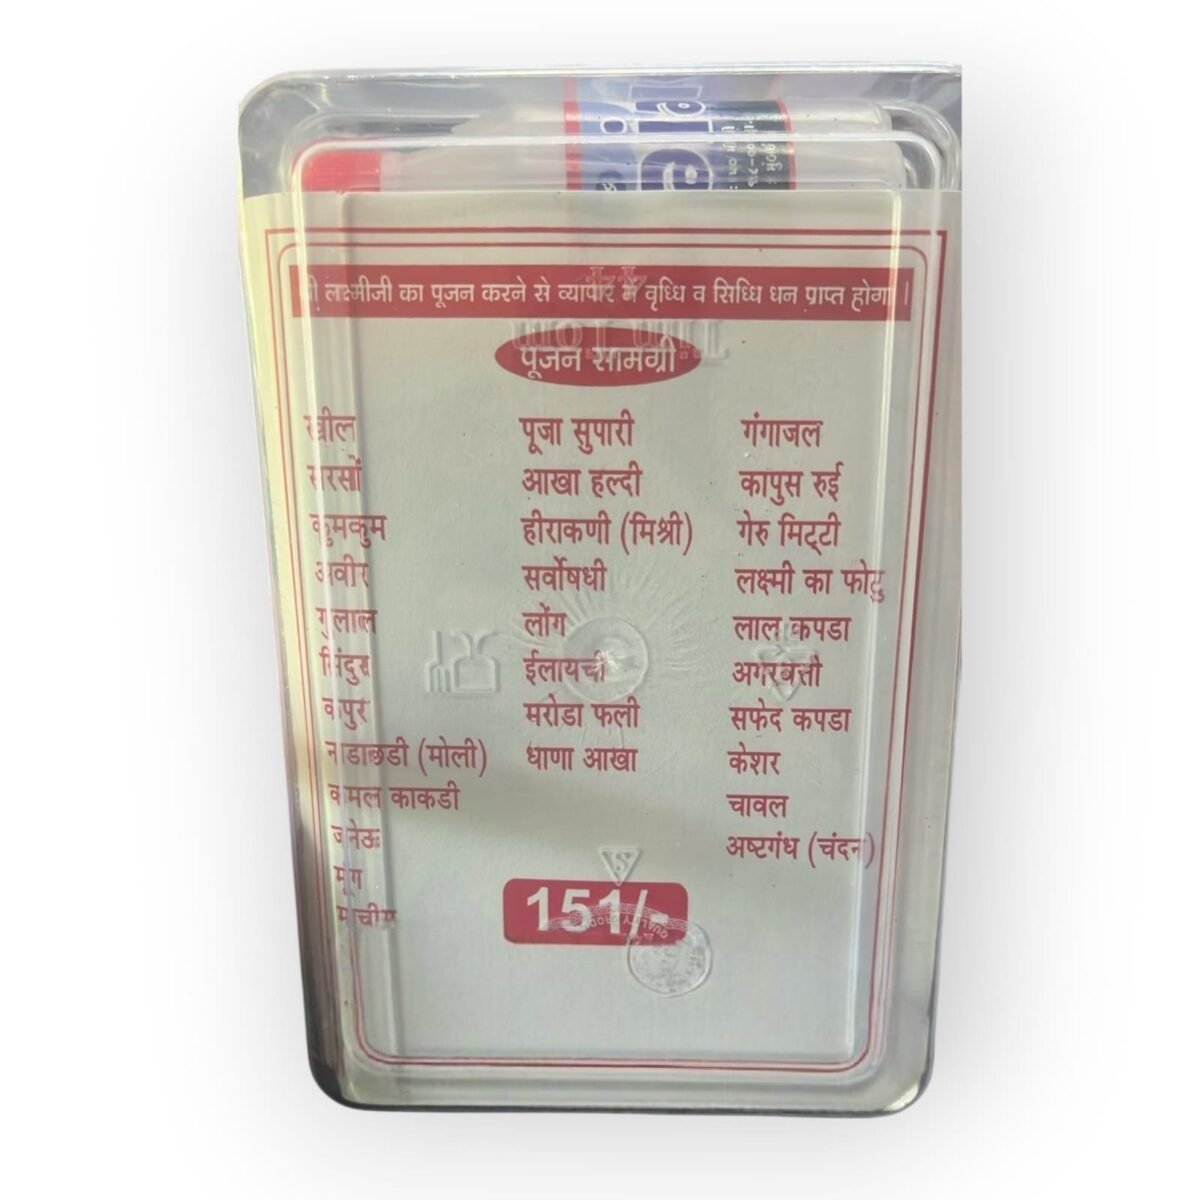 श्री लक्ष्मीजी का पूजन करने से व्यापार में वृध्धि व सिध्धि धन प्राप्त होगा ।
पूजन सामग्री
खील
सरसों
कुमकुम
अवीर
गुलाल
सिंदुर
कपुर
नाडाछडी (मोली)
कमल काकडी
जनेऊ
मूग
माचीस
पूजा सुपारी
आखा हल्दी
हीराकणी (मिश्री)
सर्वोषधी
लोंग
ईलायची
मरोडा फली
धाणा आखा
गंगाजल
कापुस रुई
गेरु मिट्टी
लक्ष्मी का फोटु
लाल कपडा
अगरबत्ती
सफेद कपडा
केशर
चावल
अष्टगंध (चंदन)
151/-